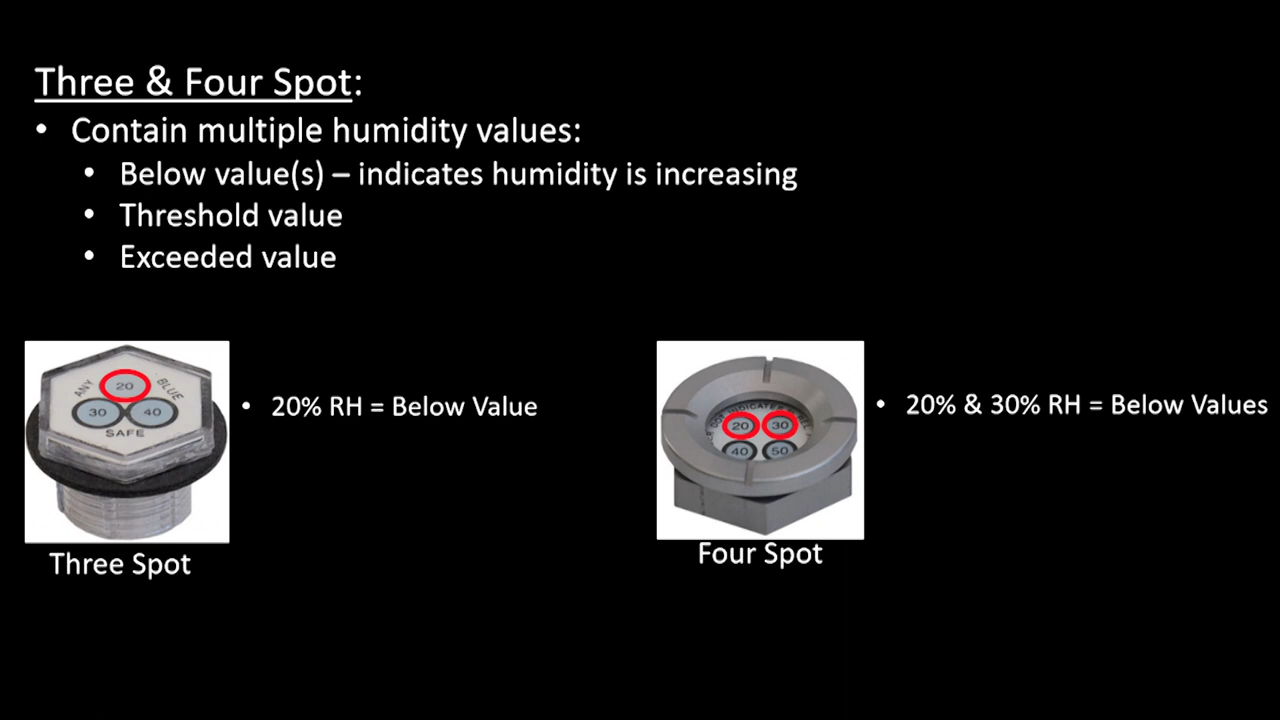 Three & Four Spot:
• Contain multiple humidity values:
• Below value(s) – indicates humidity is increasing
• Threshold value
• Exceeded value
ANY 20 BLUE
30 40
SAFE
• 20% RH = Below Value
Three Spot
INDICATES
20 30
40 50
• 20% & 30% RH = Below Values
Four Spot